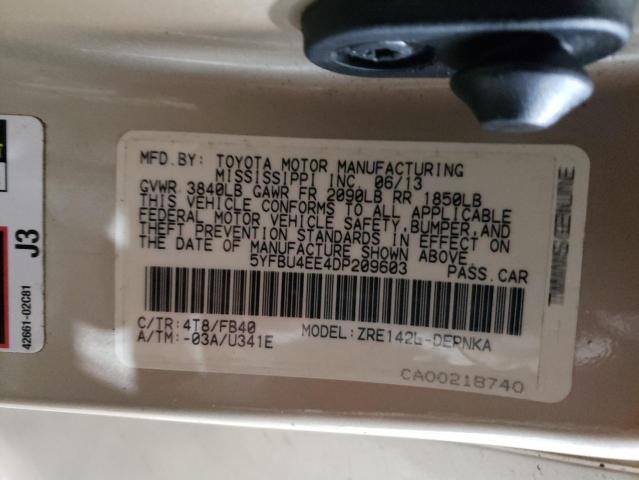 MFD.BY: TOYOTA MOTOR MANUFACTURING
MISSISSIPPI INC. 06/13
GVWR 3840LB GAWR FR 2090LB RR 1850LB
THIS VEHICLE CONFORMS TO ALL APPLICABLE
FEDERAL MOTOR VEHICLE SAFETY, BUMPER, AND
THEFT PREVENTION STANDARDS IN EFFECT ON
THE DATE OF MANUFACTURE SHOWN ABOVE.
5YFBU4EE4DP209603 PASS.CAR
C/TR: 4T8/FB40 MODEL: ZRE142L-DEPNKA
A/TM: -03A/U341E
CA00218740
J3
42661-02C81